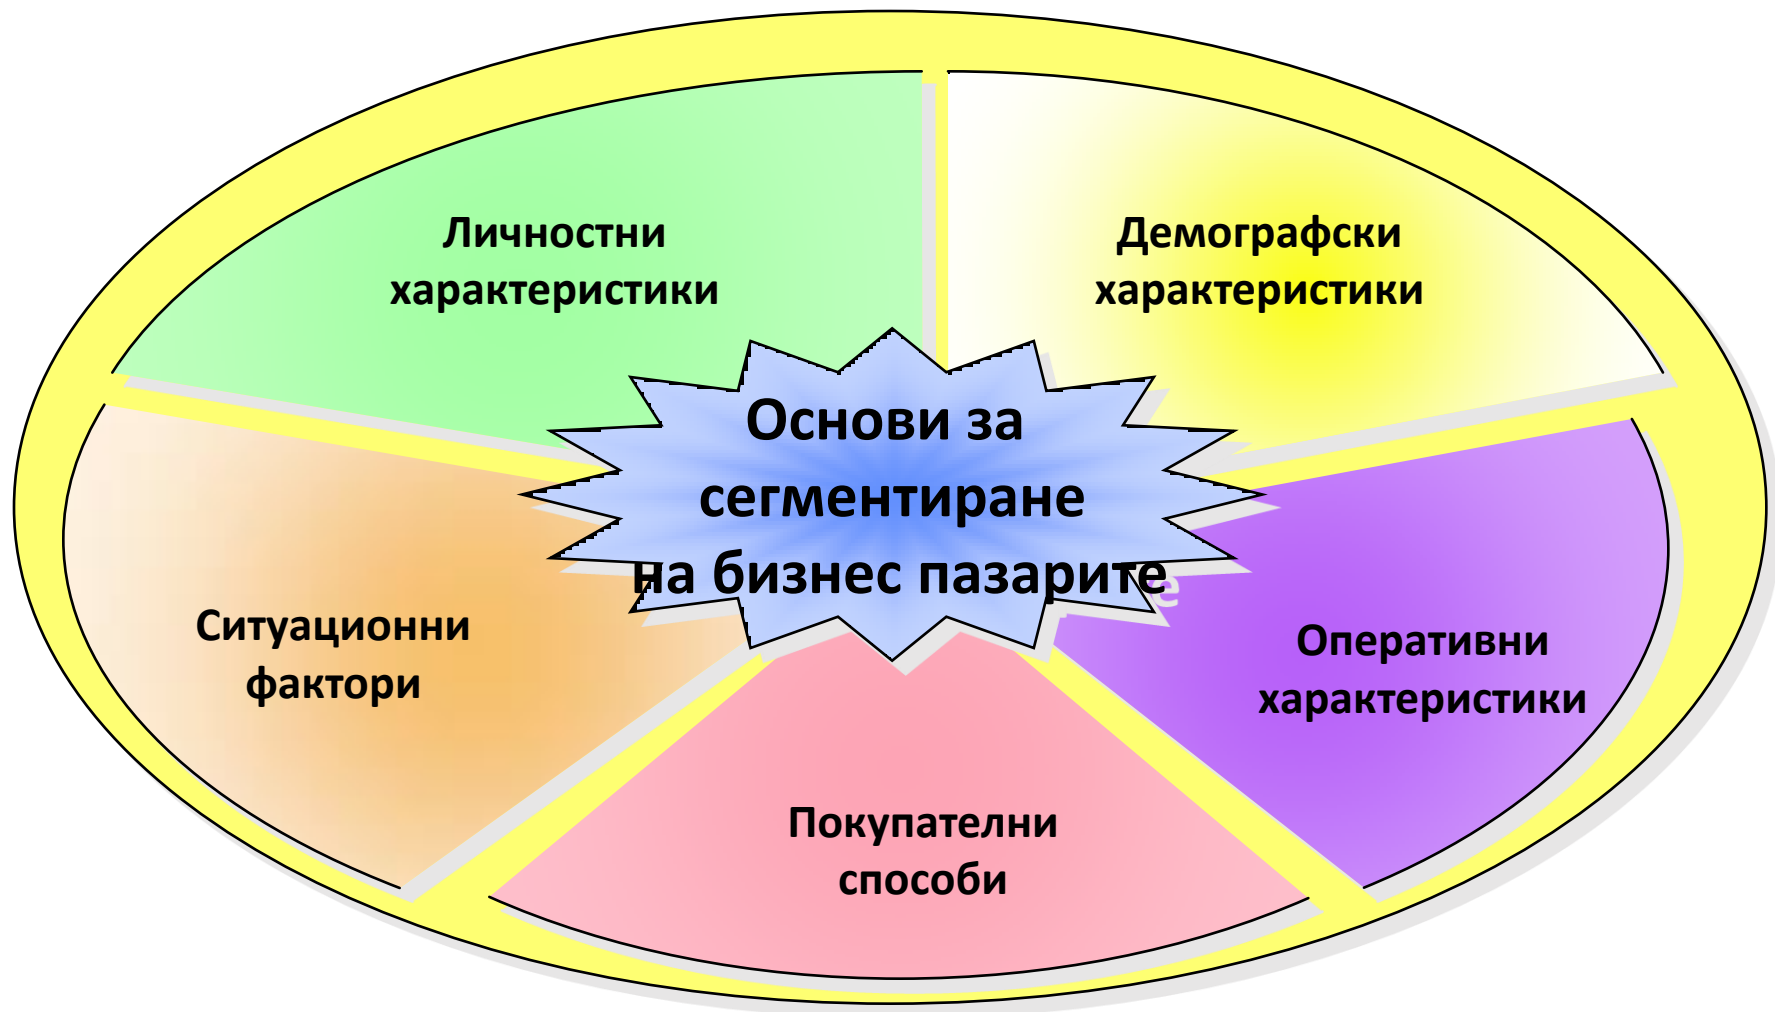 Личностни
характеристики
Демографски
характеристики
Основи за
сегментиране
на бизнес пазарите
Ситуационни
фактори
Оперативни
характеристики
Покупателни
способи